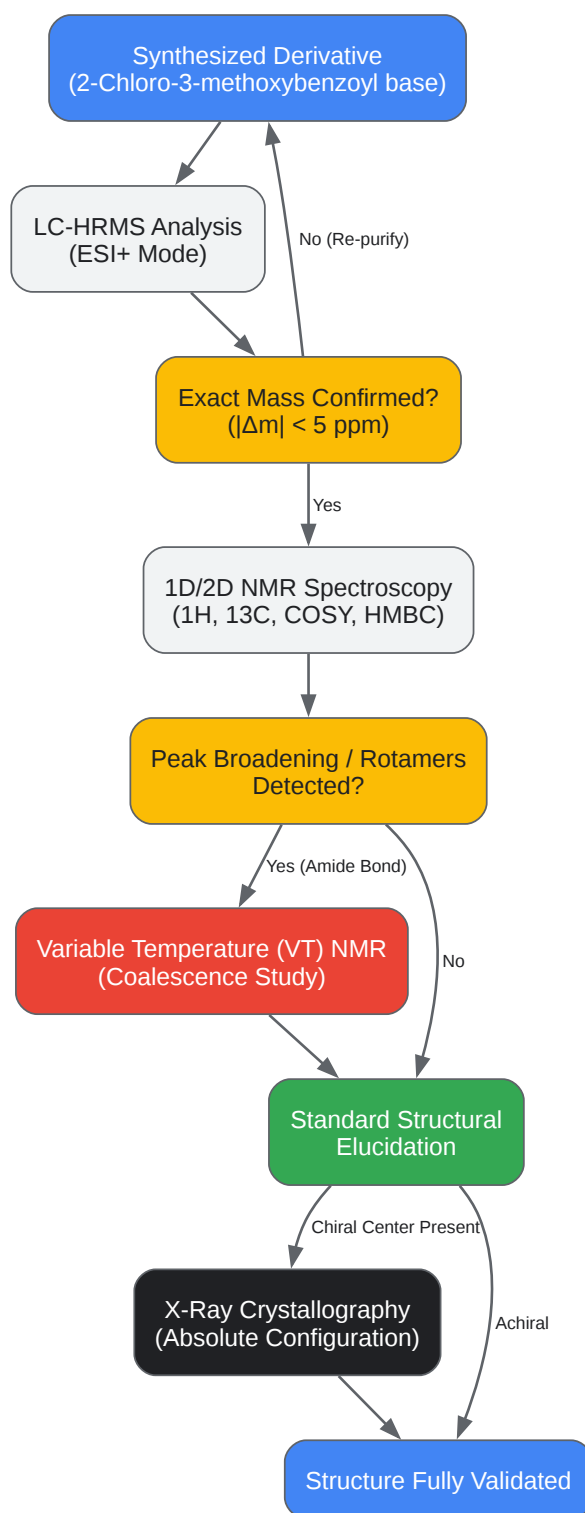 Synthesized Derivative
(2-Chloro-3-methoxybenzoyl base)
LC-HRMS Analysis
(ESI+ Mode)
No (Re-purify)
Exact Mass Confirmed?
(|Δm| < 5 ppm)
Yes
1D/2D NMR Spectroscopy
(1H, 13C, COSY, HMBC)
Peak Broadening / Rotamers
Detected?
Yes (Amide Bond)
Variable Temperature (VT) NMR
(Coalescence Study)
No
Standard Structural
Elucidation
Chiral Center Present
X-Ray Crystallography
(Absolute Configuration)
Achiral
Structure Fully Validated